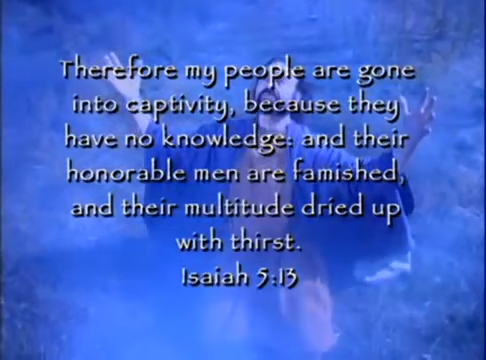 Therefore my people are gone
into captivity, because they
have no knowledge: and their
honorable men are famished,
and their multitude dried up
with thirst.
Isaiah 5:13